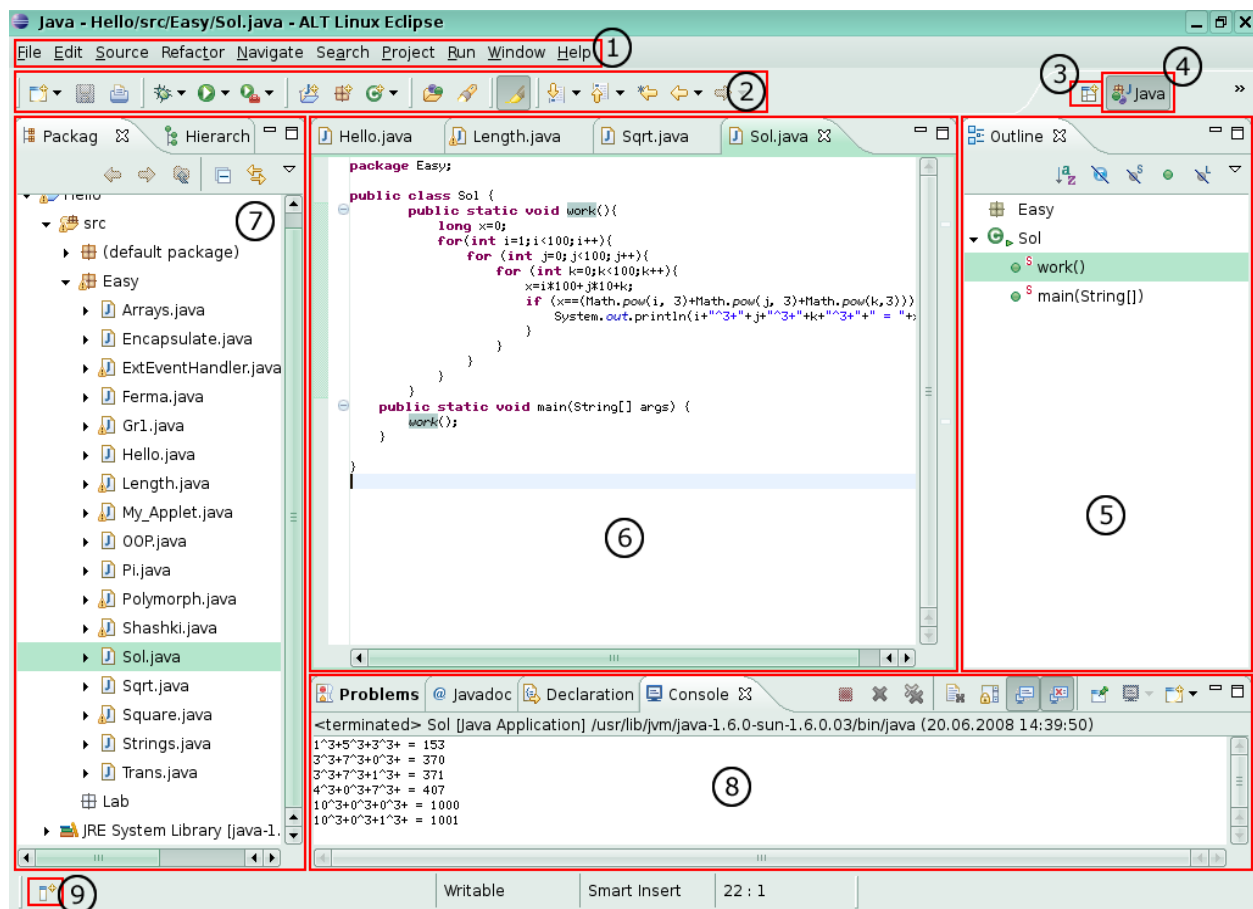 Java - Hello/src/Easy/Sol.java - ALT Linux Eclipse
File Edit Source Refactor Navigate Search Project Run Window Help
1
2
3
4
Java
»
Packag
Hierarch
7
Hello
src
(default package)
Easy
Arrays.java
Encapsulate.java
ExtEventHandler.java
Ferma.java
Gr1.java
Hello.java
Length.java
My_Applet.java
OOP.java
Pi.java
Polymorph.java
Shashki.java
Sol.java
Sqrt.java
Square.java
Strings.java
Trans.java
Lab
JRE System Library [java-1.
Hello.java
Length.java
Sqrt.java
Sol.java
package Easy;
public class Sol {
public static void work(){
long x=0;
for(int i=1;i<100;i++){
for (int j=0;j<100;j++){
for (int k=0;k<100;k++){
x=i*100+j*10+k;
if (x==(Math.pow(i, 3)+Math.pow(j, 3)+Math.pow(k,3)))
System.out.println(i+"^3+"+j+"^3+"+k+"^3+"+" = "+
}
}
}
}
}
public static void main(String[] args) {
work();
}
}
6
Outline
Easy
Sol
S work()
S main(String[])
5
Problems @ Javadoc Declaration Console
<terminated> Sol [Java Application] /usr/lib/jvm/java-1.6.0-sun-1.6.0.03/bin/java (20.06.2008 14:39:50)
1^3+5^3+3^3+ = 153
3^3+7^3+0^3+ = 370
3^3+7^3+1^3+ = 371
4^3+0^3+7^3+ = 407
10^3+0^3+0^3+ = 1000
10^3+0^3+1^3+ = 1001
8
9
Writable
Smart Insert
22 : 1